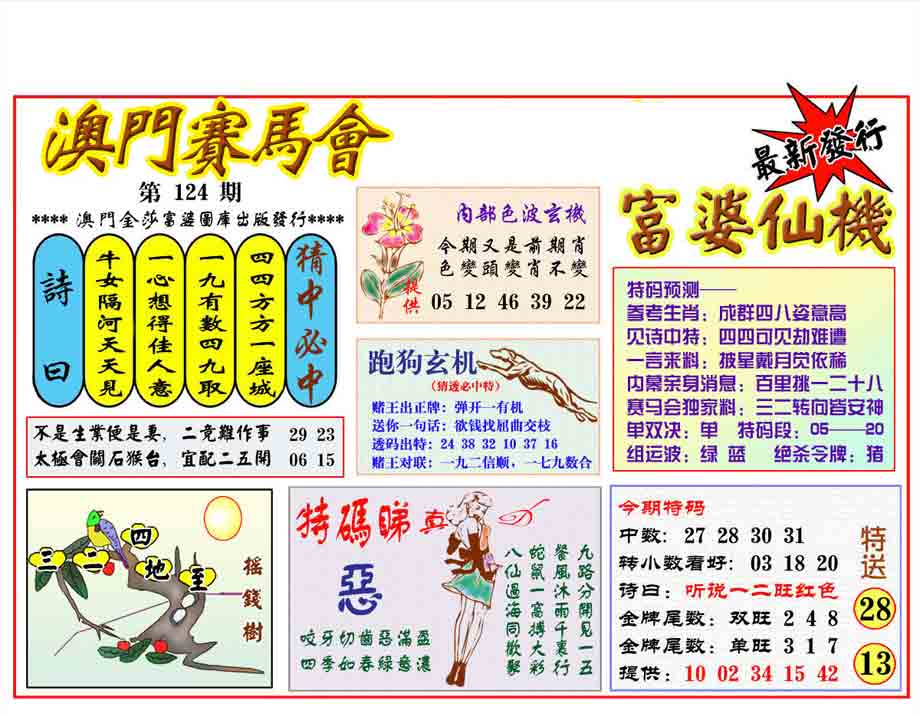 澳門賽馬會
第 124 期
**** 澳門金莎富婆圖庫出版發行****
詩曰
牛女隔河天天見
一心想得佳人意
一九有數四九取
四四方方一座城
猜中必中
不是生業便是要，二竞難作事 29 23
太極會關石猴台，宜配二五開 06 15
內部色波玄機
今期又是前期肖
色變頭變肖不變
提供
05 12 46 39 22
跑狗玄机
（猜透必中特）
赌王出正牌：弹开一有机
送你一句话：欲钱找屈曲交枝
透码出特：24 38 32 10 37 16
赌王对联：一九二信顺，一七九数合
最新發行
富婆仙機
特码预测——
参考生肖：成群四八姿意高
见诗中特：四四可见劫难遭
一言来料：披星戴月觉依稀
内幕亲身消息：百里挑一二十八
赛马会独家料：三二转向皆安神
单双决：单 特码段：05——20
组运波：绿 蓝 绝杀令牌：猪
三二四地至
摇錢樹
特碼睇真
惡
咬牙切齒惡滿盈
四季如春綠意濃
八仙過海同歡聚
蛇鼠一窩搏大彩
餐風沐雨千裏行
九路分開見一五
今期特码
中数：27 28 30 31
转小数看好：03 18 20
诗曰：听说一二旺红色
金牌尾数：双旺 2 4 8
金牌尾数：单旺 3 1 7
提供：10 02 34 15 42
特送
28
13